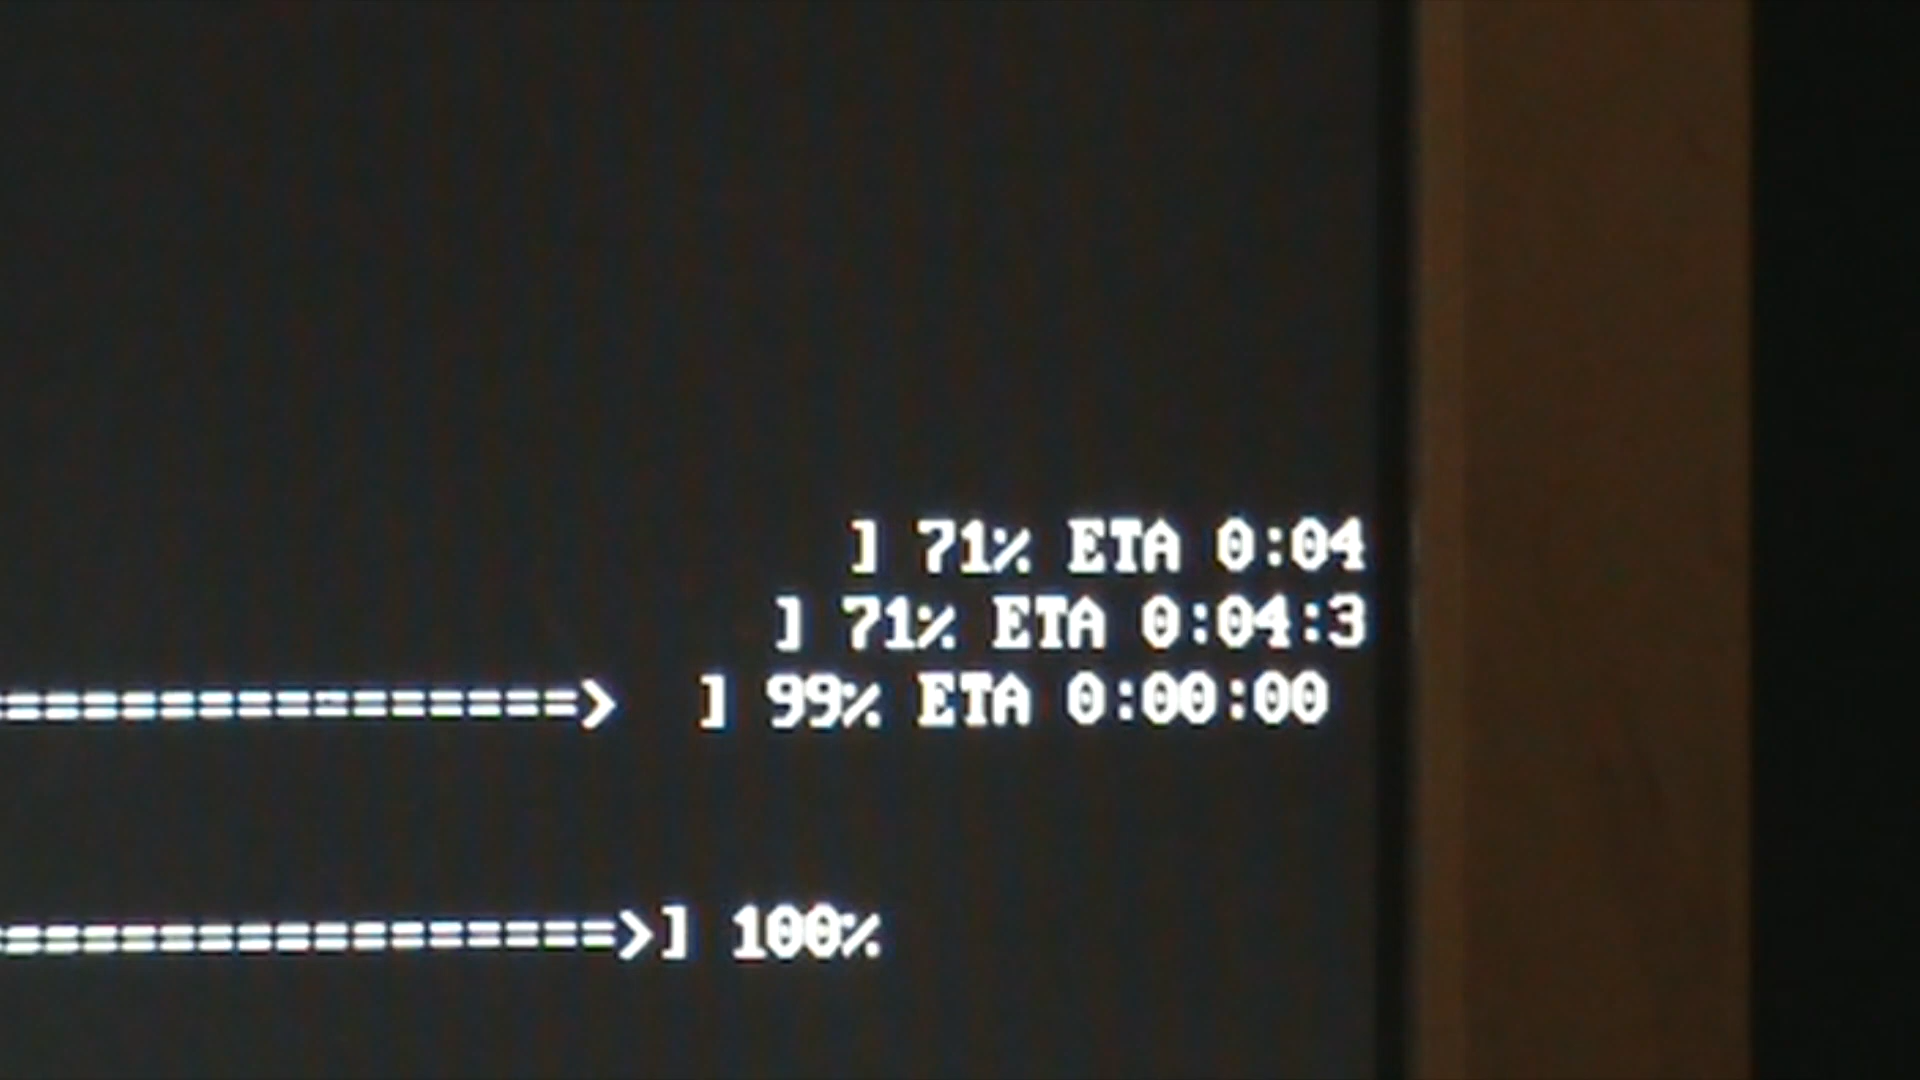 ] 71% ETA 0:04
] 71% ETA 0:04:3
===============> ] 99% ETA 0:00:00
================>] 100%